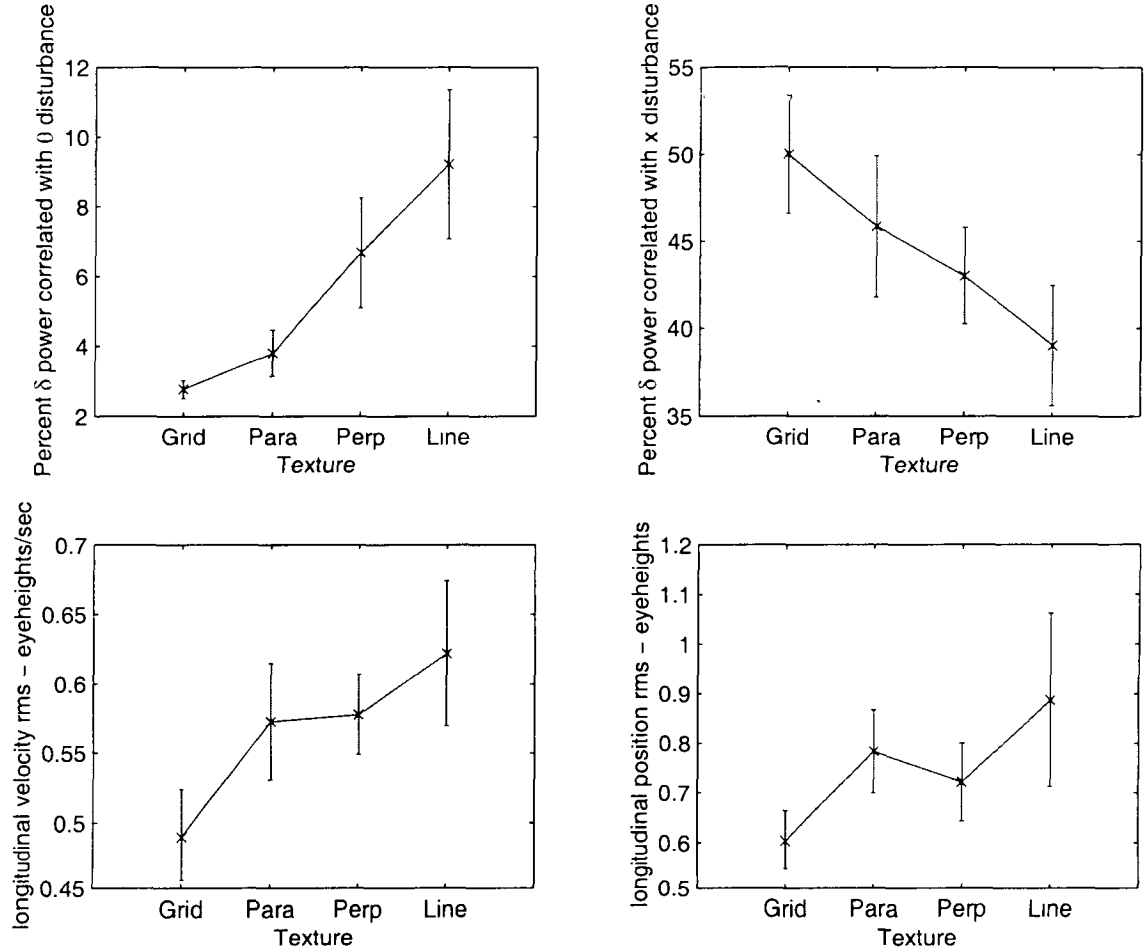 Percent δ power correlated with θ disturbance
12
10
8
6
4
2
Grid Para Perp Line
Texture
Percent δ power correlated with x disturbance
55
50
45
40
35
Grid Para Perp Line
Texture
longitudinal velocity rms – eyeheights/sec
0.7
0.65
0.6
0.55
0.5
0.45
Grid Para Perp Line
Texture
longitudinal position rms – eyeheights
1.2
1.1
1
0.9
0.8
0.7
0.6
0.5
Grid Para Perp Line
Texture